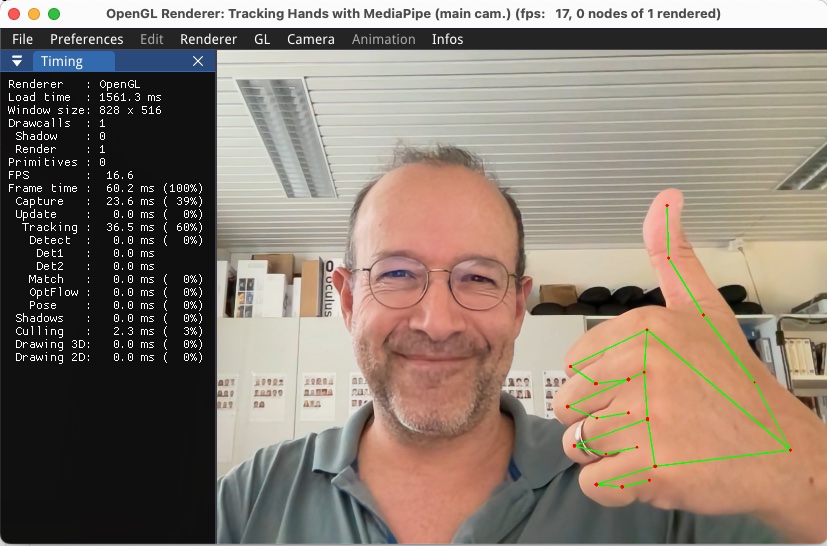 OpenGL Renderer: Tracking Hands with MediaPipe (main cam.) (fps:   17, 0 nodes of 1 rendered)
File Preferences Edit Renderer GL Camera Animation Infos
Timing
Renderer   : OpenGL
Load time  : 1561.3 ms
Window size: 828 x 516
Drawcalls  : 1
 Shadow    : 0
 Render    : 1
Primitives : 0
FPS        :  16.6
Frame time :  60.2 ms (100%)
 Capture   :  23.6 ms ( 39%)
 Update    :   0.0 ms (  0%)
  Tracking :  36.5 ms ( 60%)
   Detect  :   0.0 ms (  0%)
    Det1   :   0.0 ms
    Det2   :   0.0 ms
   Match   :   0.0 ms (  0%)
   OptFlow :   0.0 ms (  0%)
   Pose    :   0.0 ms (  0%)
 Shadows   :   0.0 ms (  0%)
 Culling   :   2.3 ms (  3%)
 Drawing 3D:   0.0 ms (  0%)
 Drawing 2D:   0.0 ms (  0%)
oculus